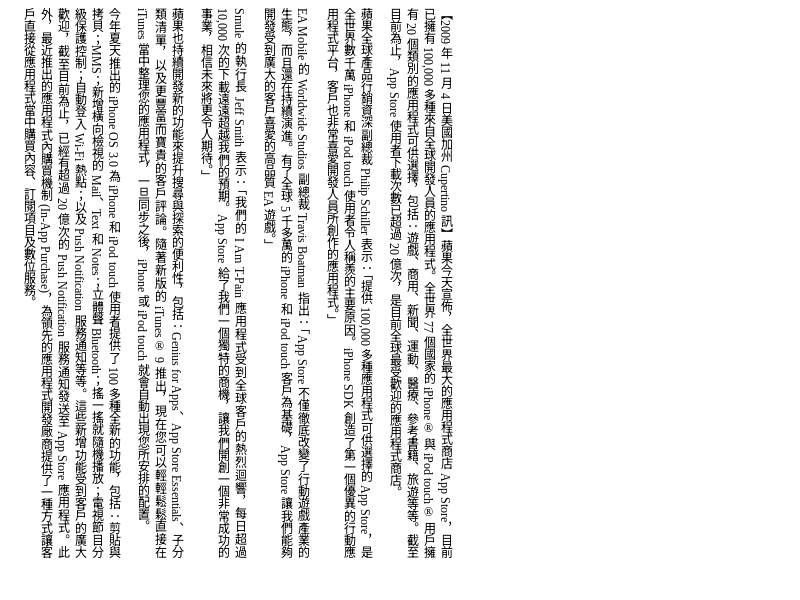 【2009 年 11 月 4 日美國加州 Cupertino 訊】蘋果今天宣佈，全世界最大的應用程式商店 App Store，目前
已擁有 100,000 多種來自全球開發人員的應用程式。全世界 77 個國家的 iPhone® 與 iPod touch® 用戶擁
有 20 個類別的應用程式可供選擇，包括：遊戲、商用、新聞、運動、醫療、參考書籍、旅遊等等。截至
目前為止，App Store 使用者下載次數已超過 20 億次，是目前全球最受歡迎的應用程式商店。
蘋果全球產品行銷資深副總裁 Philip Schiller 表示：「提供 100,000 多種應用程式可供選擇的 App Store，是
全世界數千萬 iPhone 和 iPod touch 使用者令人稱羨的主要原因。 iPhone SDK 創造了第一個優異的行動應
用程式平台，客戶也非常喜愛開發人員所創作的應用程式。」
EA Mobile 的 Worldwide Studios 副總裁 Travis Boatman 指出：「App Store 不僅徹底改變了行動遊戲產業的
生態，而且還在持續演進。有了全球 5 千多萬的 iPhone 和 iPod touch 客戶為基礎，App Store 讓我們能夠
開發受到廣大的客戶喜愛的高品質 EA 遊戲。」
Smule 的執行長 Jeff Smith 表示：「我們的 I Am T-Pain 應用程式受到全球客戶的熱烈迴響，每日超過
10,000 次的下載遠遠超越我們的預期。 App Store 給了我們一個獨特的商機，讓我們開創一個非常成功的
事業，相信未來將更令人期待。」
蘋果也持續開發新的功能來提升搜尋與探索的便利性，包括：Genius for Apps、App Store Essentials、子分
類清單，以及更豐富而寶貴的客戶評論。隨著新版的 iTunes® 9 推出，現在您可以輕輕鬆鬆直接在
iTunes 當中整理您的應用程式，一旦同步之後，iPhone 或 iPod touch 就會自動出現您所安排的配置。
今年夏天推出的 iPhone OS 3.0 為 iPhone 和 iPod touch 使用者提供了 100 多種全新的功能，包括：剪貼與
拷貝；MMS；新增橫向檢視的 Mail、Text 和 Notes；立體聲 Bluetooth；搖一搖就隨機播放；電視節目分
級保護控制；自動登入 Wi-Fi 熱點；以及 Push Notification 服務通知等等。這些新增功能受到客戶的廣大
歡迎，截至目前為止，已經有超過 20 億次的 Push Notification 服務通知發送至 App Store 應用程式。此
外，最近推出的應用程式內購買機制 (In-App Purchase)，為領先的應用程式開發廠商提供了一種方式讓客
戶直接從應用程式當中購買內容、訂閱項目及數位服務。